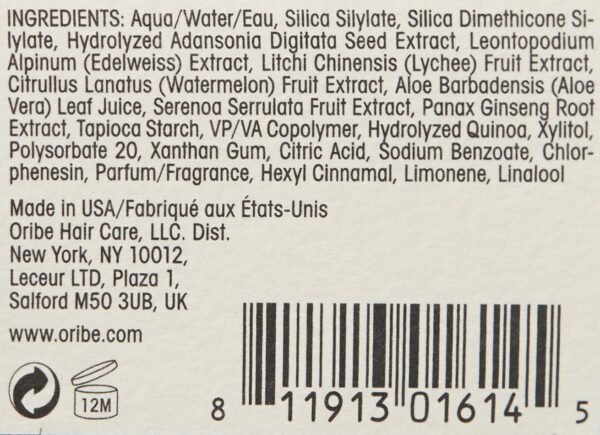 INGREDIENTS: Aqua/Water/Eau, Silica Silylate, Silica Dimethicone Si-
lylate, Hydrolyzed Adansonia Digitata Seed Extract, Leontopodium
Alpinum (Edelweiss) Extract, Litchi Chinensis (Lychee) Fruit Extract,
Citrullus Lanatus (Watermelon) Fruit Extract, Aloe Barbadensis (Aloe
Vera) Leaf Juice, Serenoa Serrulata Fruit Extract, Panax Ginseng Root
Extract, Tapioca Starch, VP/VA Copolymer, Hydrolyzed Quinoa, Xylitol,
Polysorbate 20, Xanthan Gum, Citric Acid, Sodium Benzoate, Chlor-
phenesin, Parfum/Fragrance, Hexyl Cinnamal, Limonene, Linalool
Made in USA/Fabriqué aux États-Unis
Oribe Hair Care, LLC. Dist.
New York, NY 10012,
Leceur LTD, Plaza 1,
Salford M50 3UB, UK
www.oribe.com
12M
8 11913 01614 5